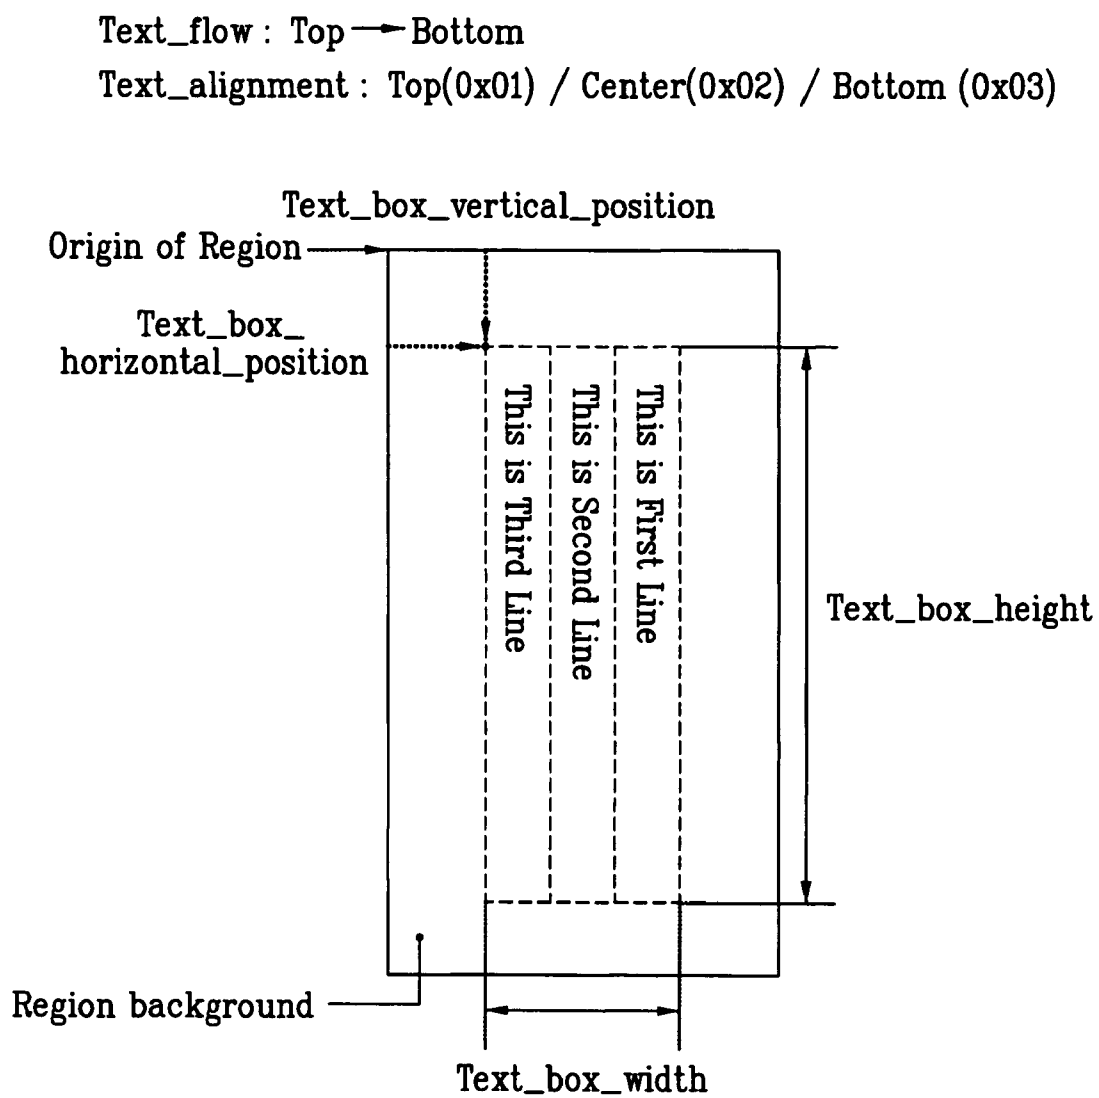 Text_flow : Top → Bottom
Text_alignment : Top(0x01) / Center(0x02) / Bottom (0x03)
Text_box_vertical_position
Origin of Region
Text_box_
horizontal_position
This is First Line
This is Second Line
This is Third Line
Text_box_height
Region background
Text_box_width